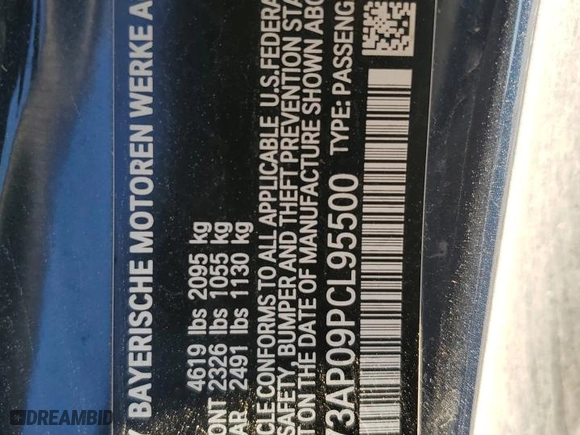 BAYERISCHE MOTOREN WERKE A
4619 lbs 2095 kg
ONT 2326 lbs 1055 kg
AR 2491 lbs 1130 kg
CLE CONFORMS TO ALL APPLICABLE U.S.FEDERA
SAFETY, BUMPER AND THEFT PREVENTION STA
T ON THE DATE OF MANUFACTURE SHOWN ABO
73AP09PCL95500 TYPE: PASSENG
DREAMBID